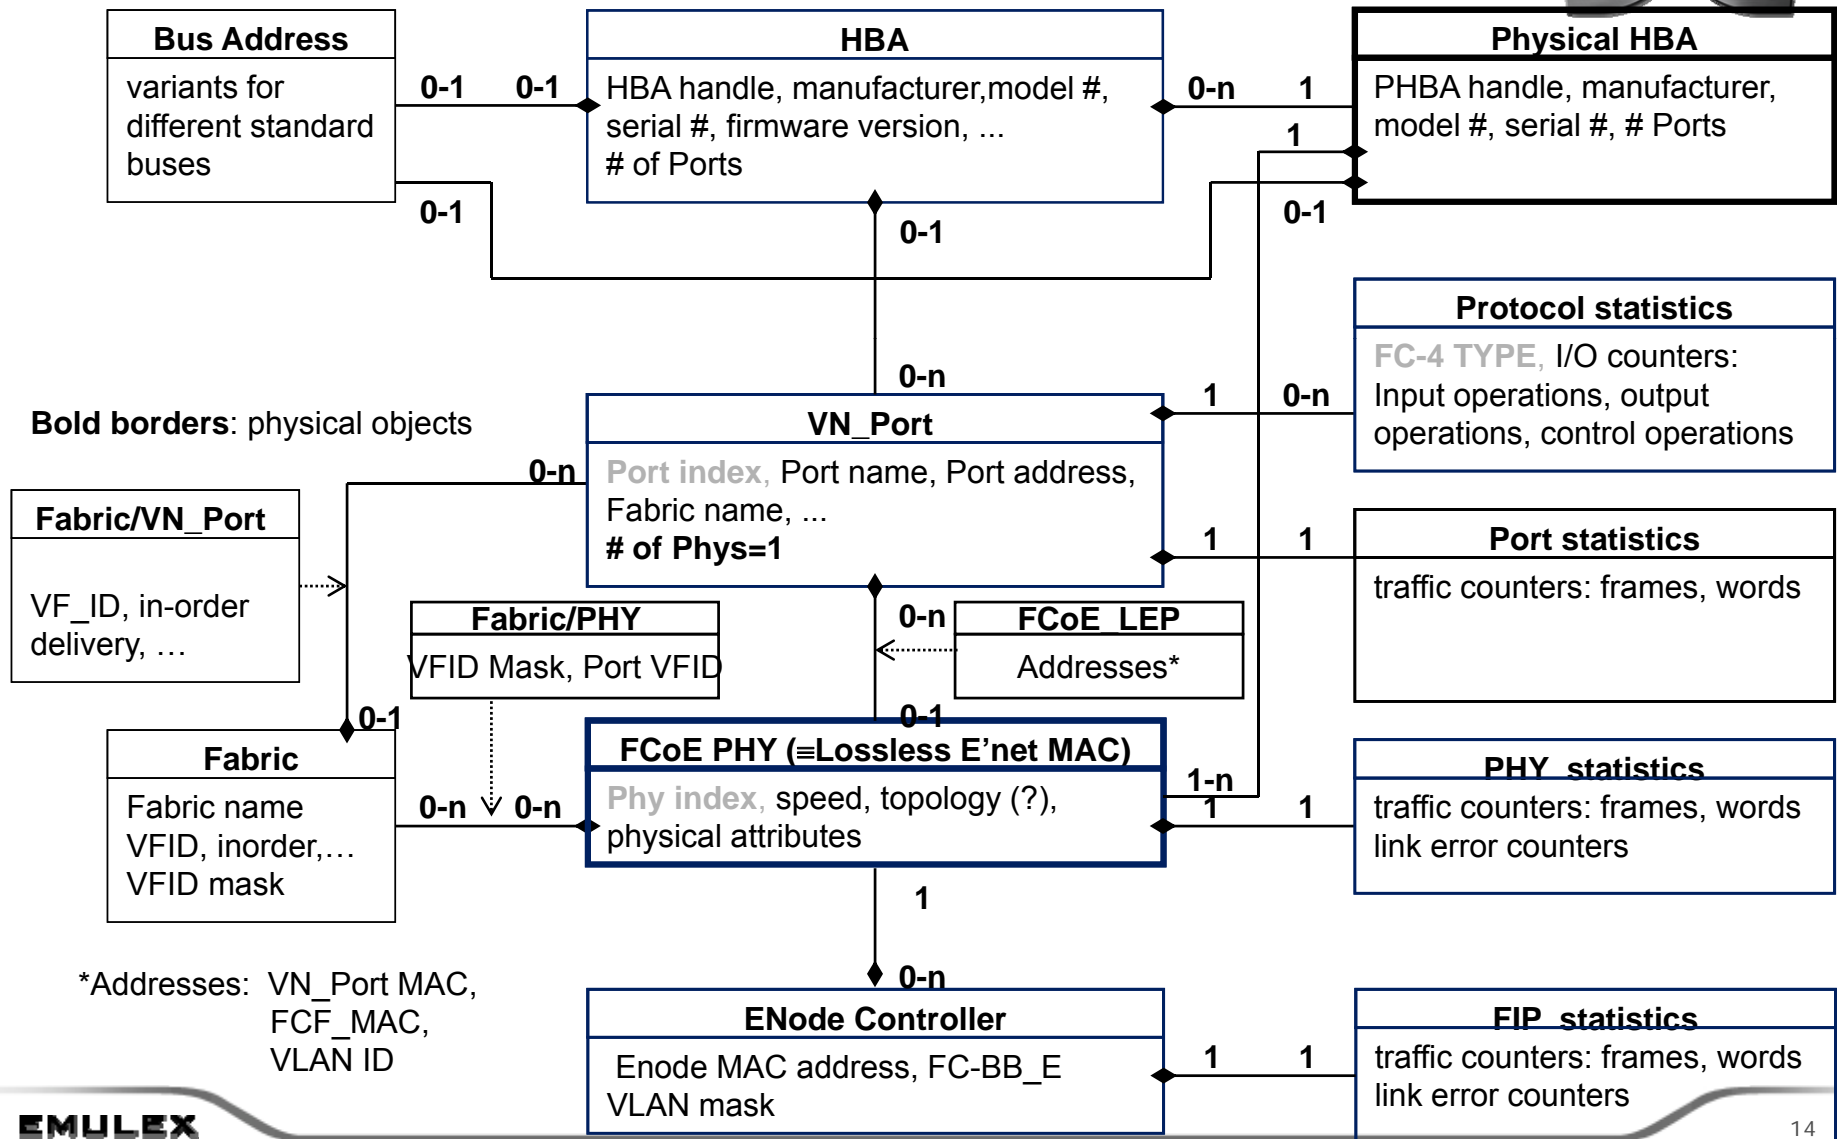 Bus Address
variants for
different standard
buses
0-1
0-1
0-1
HBA
HBA handle, manufacturer,model #,
serial #, firmware version, ...
# of Ports
0-n
1
Physical HBA
PHBA handle, manufacturer,
model #, serial #, # Ports
1
0-1
0-1
0-n
Protocol statistics
FC-4 TYPE, I/O counters:
Input operations, output
operations, control operations
1
0-n
Bold borders: physical objects
VN_Port
Port index, Port name, Port address,
Fabric name, ...
# of Phys=1
0-n
Fabric/VN_Port
VF_ID, in-order
delivery, …
1
1
Port statistics
traffic counters: frames, words
Fabric/PHY
VFID Mask, Port VFID
0-n
FCoE_LEP
Addresses*
0-1
0-1
Fabric
Fabric name
VFID, inorder,…
VFID mask
0-n
0-n
FCoE PHY (≡Lossless E’net MAC)
Phy index, speed, topology (?),
physical attributes
1-n
1
1
PHY_statistics
traffic counters: frames, words
link error counters
1
0-n
*Addresses: VN_Port MAC,
FCF_MAC,
VLAN ID
ENode Controller
Enode MAC address, FC-BB_E
VLAN mask
1
1
FIP_statistics
traffic counters: frames, words
link error counters
EMULEX
14